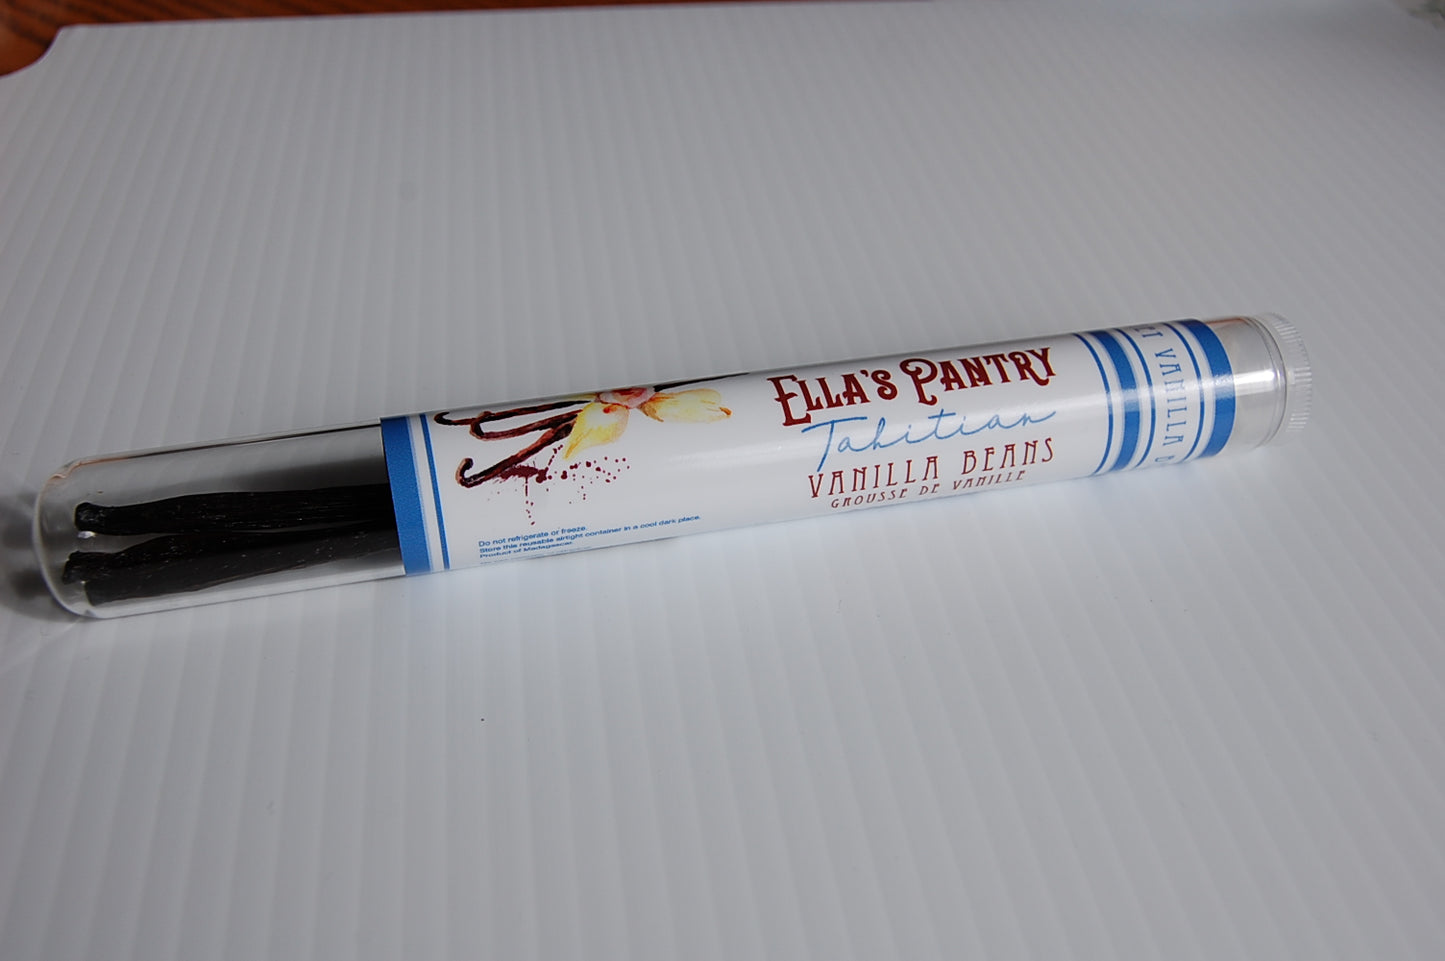 ELLA'S PANTRY
Tahitian
VANILLA BEANS
GROUSSE DE VANILLE
Do not refrigerate or freeze.
Store this reusable airtight container in a cool dark place.
Product of Madagascar.
VANILLA